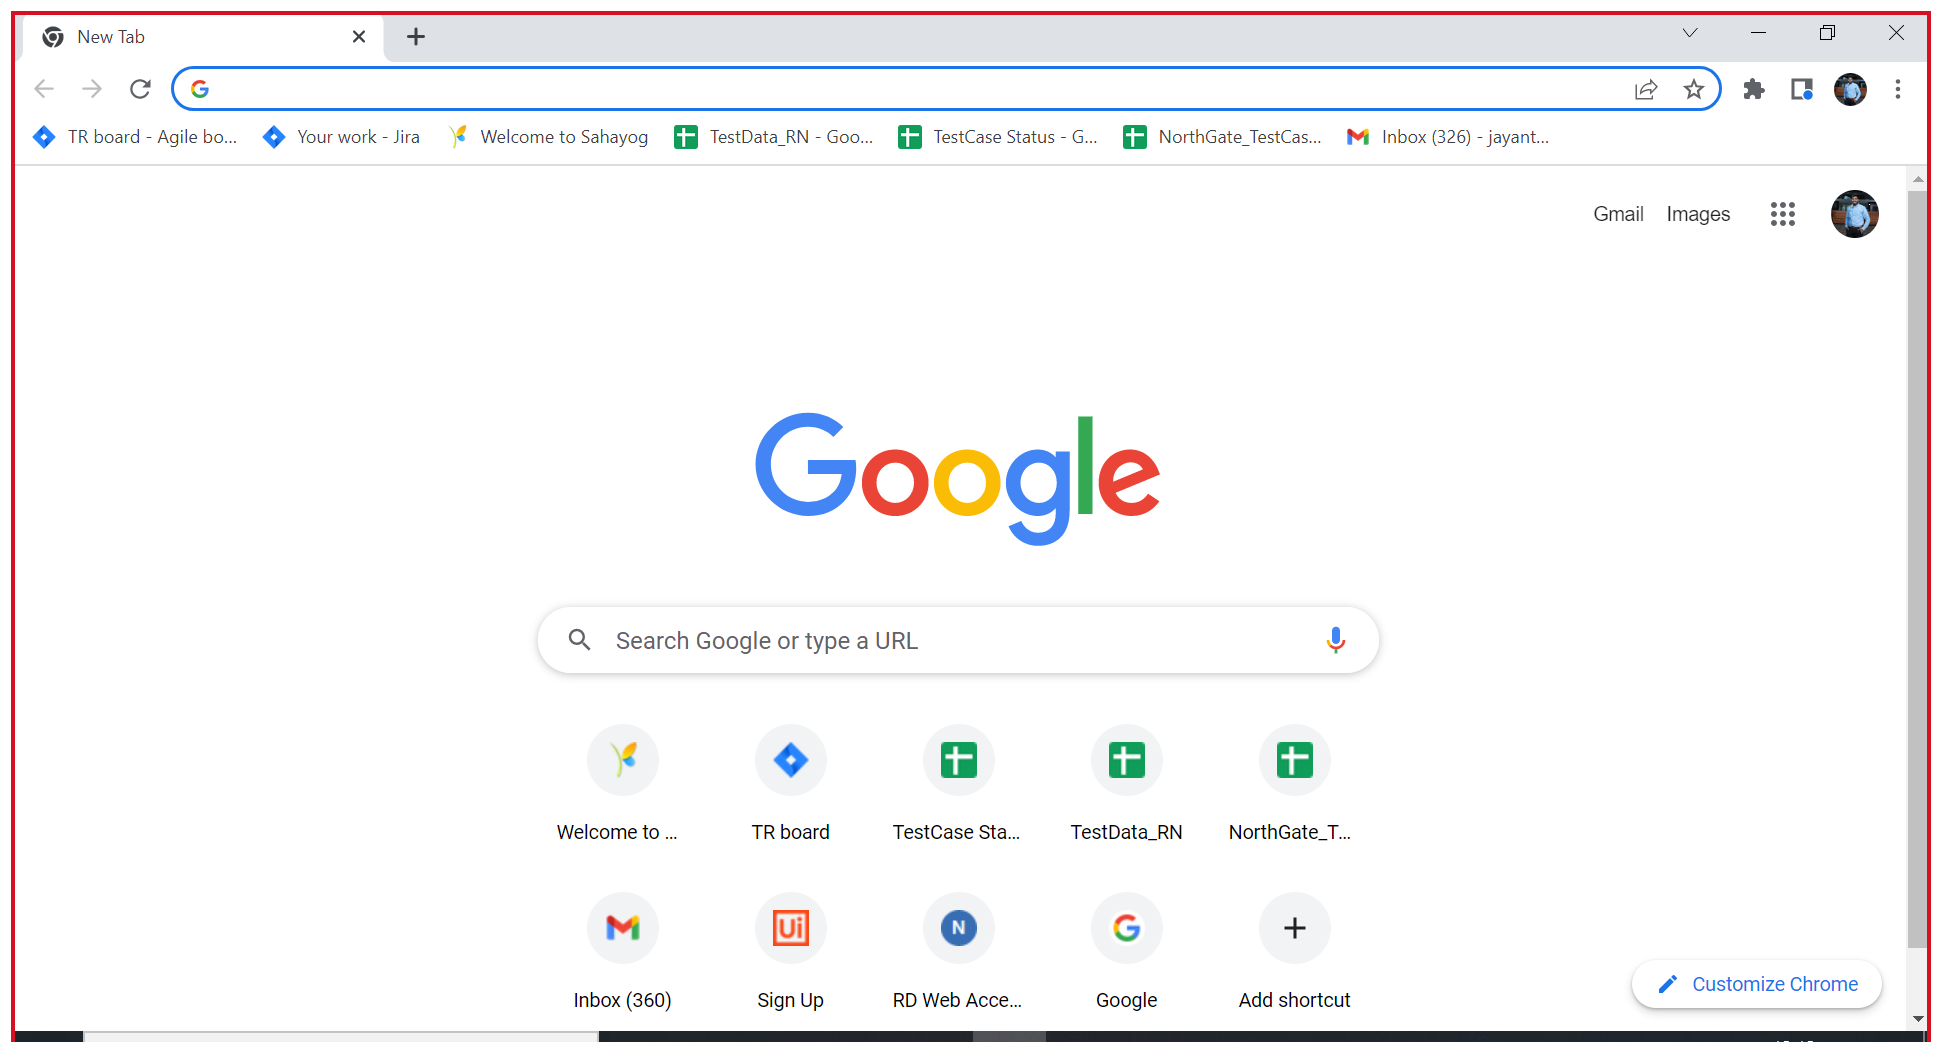 New Tab
TR board - Agile bo...
Your work - Jira
Welcome to Sahayog
TestData_RN - Goo...
TestCase Status - G...
NorthGate_TestCas...
Inbox (326) - jayant...
Gmail
Images
Google
Search Google or type a URL
Welcome to ...
TR board
TestCase Sta...
TestData_RN
NorthGate_T...
Ui
N
Inbox (360)
Sign Up
RD Web Acce...
Google
Add shortcut
Customize Chrome